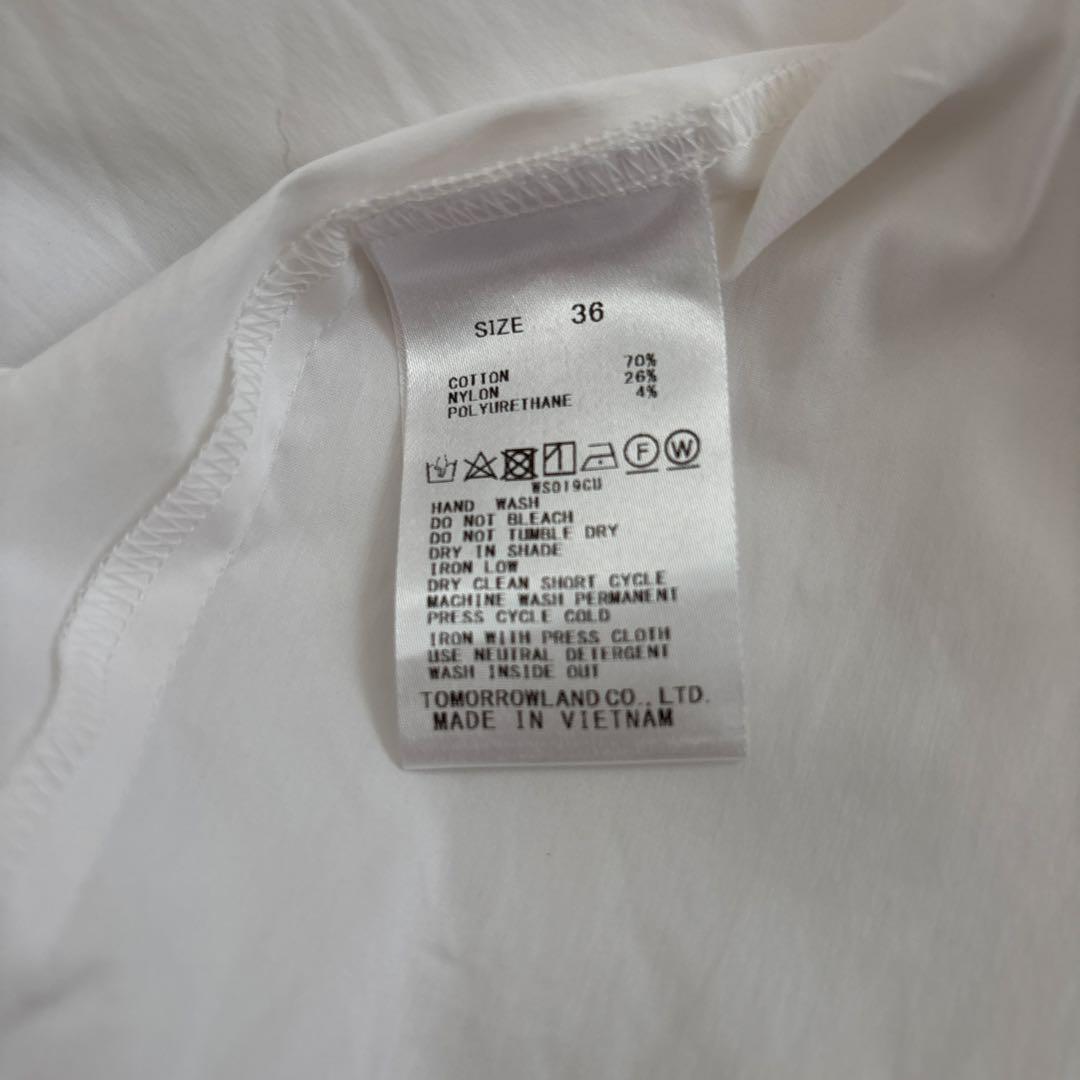 SIZE 36
COTTON 70%
NYLON 26%
POLYURETHANE 4%
F W
WS019CU
HAND WASH
DO NOT BLEACH
DO NOT TUMBLE DRY
DRY IN SHADE
IRON LOW
DRY CLEAN SHORT CYCLE
MACHINE WASH PERMANENT
PRESS CYCLE COLD
IRON WITH PRESS CLOTH
USE NEUTRAL DETERGENT
WASH INSIDE OUT
TOMORROWLAND CO., LTD.
MADE IN VIETNAM